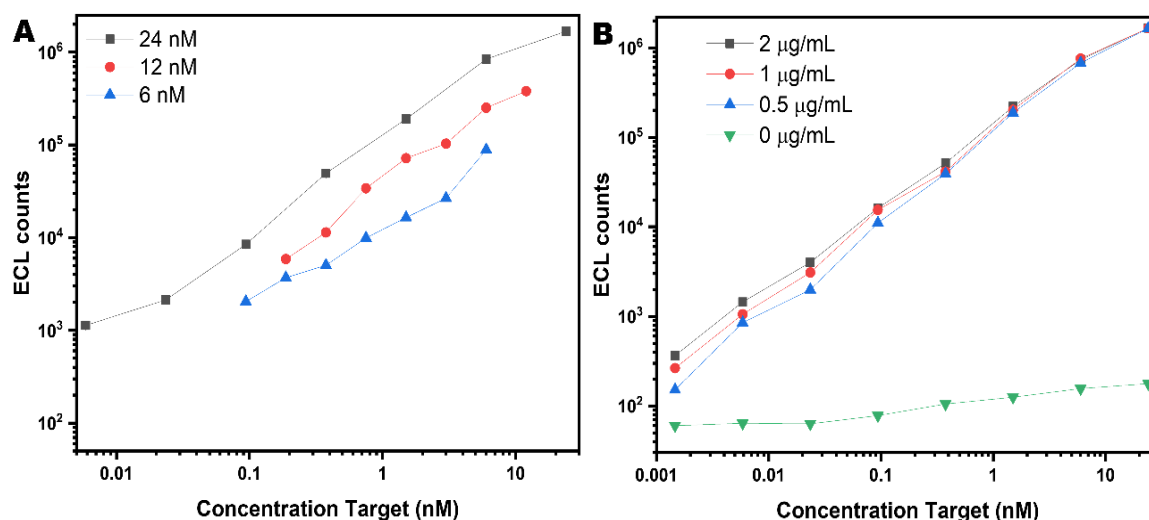 A
24 nM
12 nM
6 nM
10⁶
10⁵
10⁴
10³
10²
ECL counts
0.01
0.1
1
10
Concentration Target (nM)
B
2 μg/mL
1 μg/mL
0.5 μg/mL
0 μg/mL
10⁶
10⁵
10⁴
10³
10²
ECL counts
0.001
0.01
0.1
1
10
Concentration Target (nM)